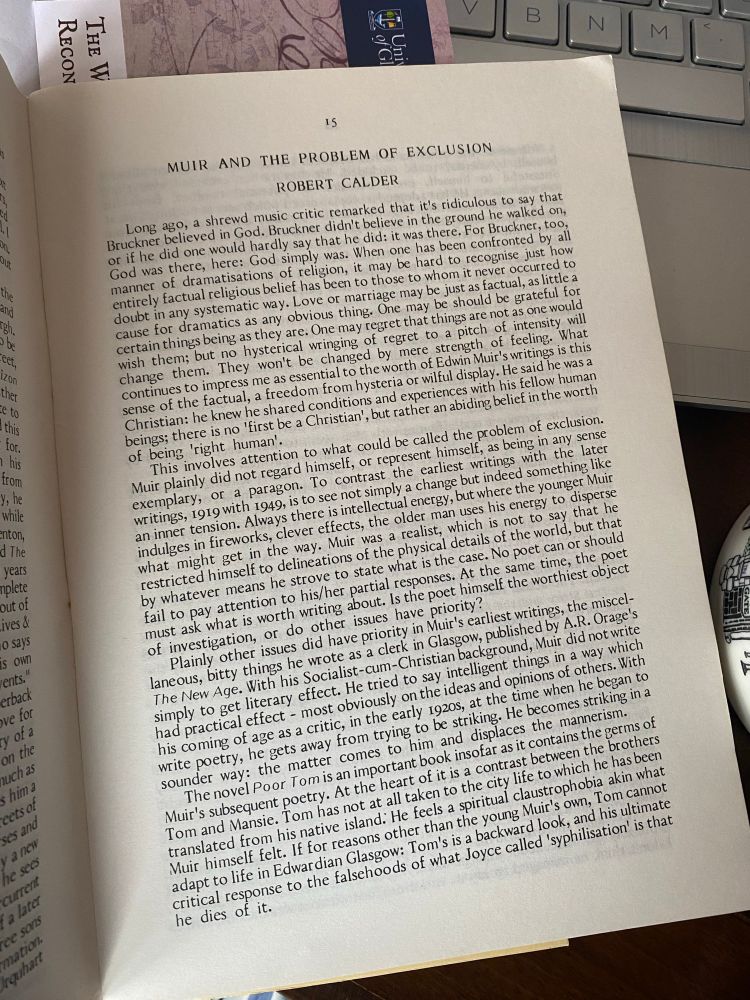 THE W
RECON
Univ
of Gl
V
B
N
M
<,
15
MUIR AND THE PROBLEM OF EXCLUSION
ROBERT CALDER
Long ago, a shrewd music critic remarked that it's ridiculous to say that
Bruckner believed in God. Bruckner didn't believe in the ground he walked on,
or if he did one would hardly say that he did: it was there. For Bruckner, too,
God was there, here: God simply was. When one has been confronted by all
manner of dramatisations of religion, it may be hard to recognise just how
entirely factual religious belief has been to those to whom it never occurred to
doubt in any systematic way. Love or marriage may be just as factual, as little a
cause for dramatics as any obvious thing. One may be should be grateful for
certain things being as they are. One may regret that things are not as one would
wish them; but no hysterical wringing of regret to a pitch of intensity will
change them. They won't be changed by mere strength of feeling. What
continues to impress me as essential to the worth of Edwin Muir's writings is this
sense of the factual, a freedom from hysteria or wilful display. He said he was a
Christian: he knew he shared conditions and experiences with his fellow human
beings; there is no 'first be a Christian', but rather an abiding belief in the worth
of being 'right human'.
This involves attention to what could be called the problem of exclusion.
Muir plainly did not regard himself, or represent himself, as being in any sense
exemplary, or a paragon. To contrast the earliest writings with the later
writings, 1919 with 1949, is to see not simply a change but indeed something like
an inner tension. Always there is intellectual energy, but where the younger Muir
indulges in fireworks, clever effects, the older man uses his energy to disperse
what might get in the way. Muir was a realist, which is not to say that he
restricted himself to delineations of the physical details of the world, but that
by whatever means he strove to state what is the case. No poet can or should
fail to pay attention to his/her partial responses. At the same time, the poet
must ask what is worth writing about. Is the poet himself the worthiest object
of investigation, or do other issues have priority?
Plainly other issues did have priority in Muir's earliest writings, the miscel-
laneous, bitty things he wrote as a clerk in Glasgow, published by A.R. Orage's
The New Age. With his Socialist-cum-Christian background, Muir did not write
simply to get literary effect. He tried to say intelligent things in a way which
had practical effect - most obviously on the ideas and opinions of others. With
his coming of age as a critic, in the early 1920s, at the time when he began to
write poetry, he gets away from trying to be striking. He becomes striking in a
sounder way: the matter comes to him and displaces the mannerism.
The novel Poor Tom is an important book insofar as it contains the germs of
Muir's subsequent poetry. At the heart of it is a contrast between the brothers
Tom and Mansie. Tom has not at all taken to the city life to which he has been
translated from his native island. He feels a spiritual claustrophobia akin what
Muir himself felt. If for reasons other than the young Muir's own, Tom cannot
adapt to life in Edwardian Glasgow: Tom's is a backward look, and his ultimate
critical response to the falsehoods of what Joyce called 'syphilisation' is that
he dies of it.